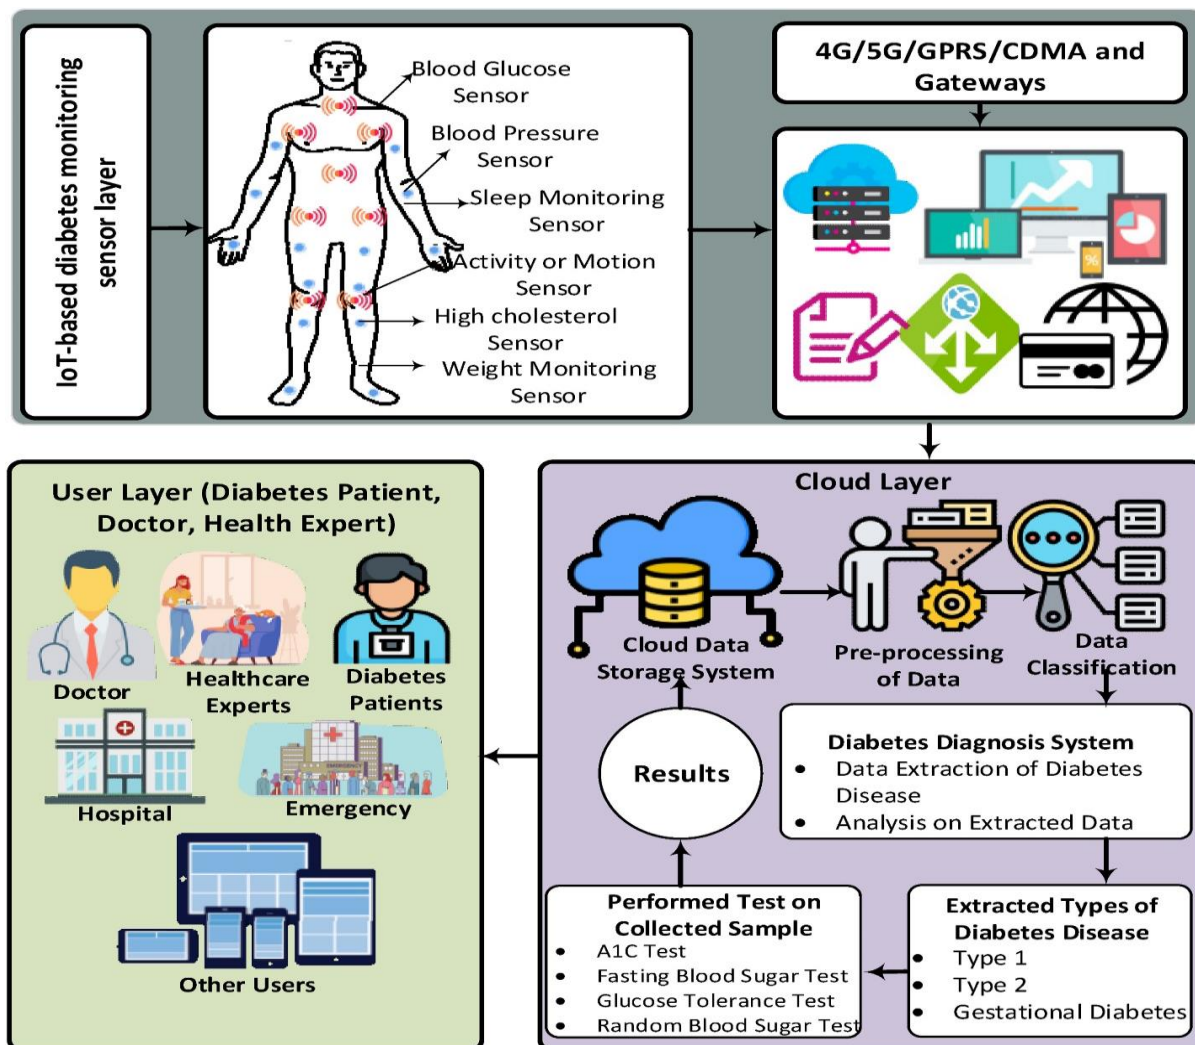 IoT-based diabetes monitoring
sensor layer
Blood Glucose
Sensor
Blood Pressure
Sensor
Sleep Monitoring
Sensor
Activity or Motion
Sensor
High cholesterol
Sensor
Weight Monitoring
Sensor
4G/5G/GPRS/CDMA and
Gateways
%
User Layer (Diabetes Patient,
Doctor, Health Expert)
Doctor
Healthcare
Experts
Diabetes
Patients
Hospital
EMERGENCY
Emergency
Other Users
Cloud Layer
Cloud Data
Storage System
Pre-processing
of Data
Data
Classification
Diabetes Diagnosis System
• Data Extraction of Diabetes
Disease
• Analysis on Extracted Data
Extracted Types of
Diabetes Disease
• Type 1
• Type 2
• Gestational Diabetes
Performed Test on
Collected Sample
• A1C Test
• Fasting Blood Sugar Test
• Glucose Tolerance Test
• Random Blood Sugar Test
Results